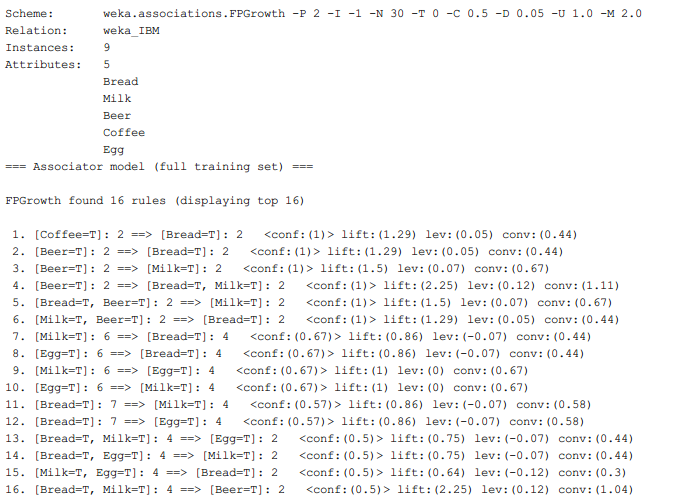 Scheme: weka.associations.FPGrowth -P 2 -I -1 -N 30 -T 0 -C 0.5 -D 0.05 -U 1.0 -M 2.0
Relation: weka_IBM
Instances: 9
Attributes: 5
Bread
Milk
Beer
Coffee
Egg
=== Associator model (full training set) ===
FPGrowth found 16 rules (displaying top 16)
1. [Coffee=T]: 2 ==> [Bread=T]: 2 <conf:(1)> lift:(1.29) lev:(0.05) conv:(0.44)
2. [Beer=T]: 2 ==> [Bread=T]: 2 <conf:(1)> lift:(1.29) lev:(0.05) conv:(0.44)
3. [Beer=T]: 2 ==> [Milk=T]: 2 <conf:(1)> lift:(1.5) lev:(0.07) conv:(0.67)
4. [Beer=T]: 2 ==> [Bread=T, Milk=T]: 2 <conf:(1)> lift:(2.25) lev:(0.12) conv:(1.11)
5. [Bread=T, Beer=T]: 2 ==> [Milk=T]: 2 <conf:(1)> lift:(1.5) lev:(0.07) conv:(0.67)
6. [Milk=T, Beer=T]: 2 ==> [Bread=T]: 2 <conf:(1)> lift:(1.29) lev:(0.05) conv:(0.44)
7. [Milk=T]: 6 ==> [Bread=T]: 4 <conf:(0.67)> lift:(0.86) lev:(-0.07) conv:(0.44)
8. [Egg=T]: 6 ==> [Bread=T]: 4 <conf:(0.67)> lift:(0.86) lev:(-0.07) conv:(0.44)
9. [Milk=T]: 6 ==> [Egg=T]: 4 <conf:(0.67)> lift:(1) lev:(0) conv:(0.67)
10. [Egg=T]: 6 ==> [Milk=T]: 4 <conf:(0.67)> lift:(1) lev:(0) conv:(0.67)
11. [Bread=T]: 7 ==> [Milk=T]: 4 <conf:(0.57)> lift:(0.86) lev:(-0.07) conv:(0.58)
12. [Bread=T]: 7 ==> [Egg=T]: 4 <conf:(0.57)> lift:(0.86) lev:(-0.07) conv:(0.58)
13. [Bread=T, Milk=T]: 4 ==> [Egg=T]: 2 <conf:(0.5)> lift:(0.75) lev:(-0.07) conv:(0.44)
14. [Bread=T, Egg=T]: 4 ==> [Milk=T]: 2 <conf:(0.5)> lift:(0.75) lev:(-0.07) conv:(0.44)
15. [Milk=T, Egg=T]: 4 ==> [Bread=T]: 2 <conf:(0.5)> lift:(0.64) lev:(-0.12) conv:(0.3)
16. [Bread=T, Milk=T]: 4 ==> [Beer=T]: 2 <conf:(0.5)> lift:(2.25) lev:(0.12) conv:(1.04)